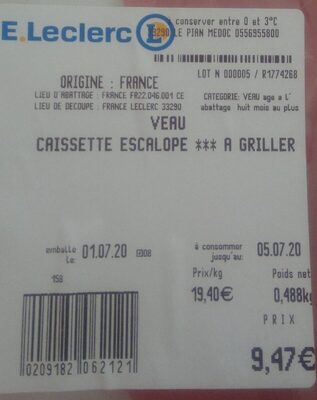 E.Leclerc
à conserver entre 0 et 3°C
33290 LE PIAN MEDOC 0556955800
LOT N 000005 / R1774268
ORIGINE : FRANCE
LIEU D'ABATTAGE : FRANCE FR22.046.001 CE
LIEU DE DECOUPE : FRANCE LECLERC 33290
CATEGORIE: VEAU age a l'
abattage huit mois au plus
VEAU
CAISSETTE ESCALOPE *** A GRILLER
emballe le: 01.07.20
à consommer jusqu'au: 05.07.20
158
Prix/kg
Poids net
19,40€
0,488kg
PRIX
9,47€
0209182 062121